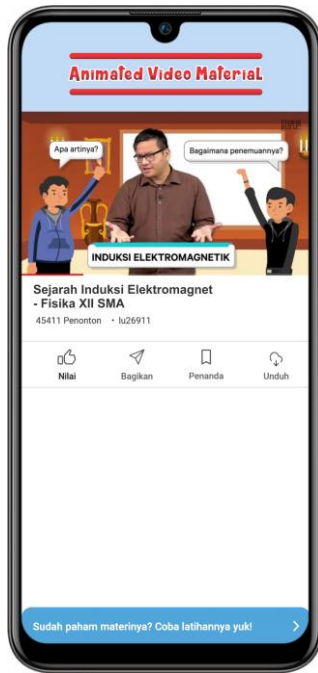 Animated Video Material
Apa artinya?
Bagaimana penemuannya?
INDUKSI ELEKTROMAGNETIK
Sejarah Induksi Elektromagnet
- Fisika XII SMA
45411 Penonton • lu26911
Nilai Bagikan Penanda Unduh
Sudah paham materinya? Coba latihannya yuk!